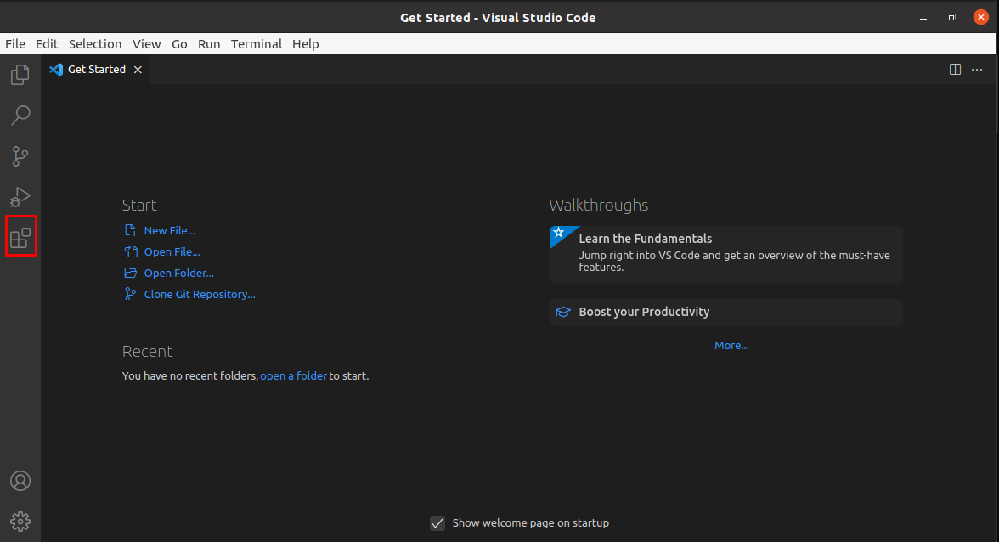 Get Started - Visual Studio Code
File Edit Selection View Go Run Terminal Help
Get Started
Start
New File...
Open File...
Open Folder...
Clone Git Repository...
Recent
You have no recent folders, open a folder to start.
Walkthroughs
Learn the Fundamentals
Jump right into VS Code and get an overview of the must-have
features.
Boost your Productivity
More...
Show welcome page on startup